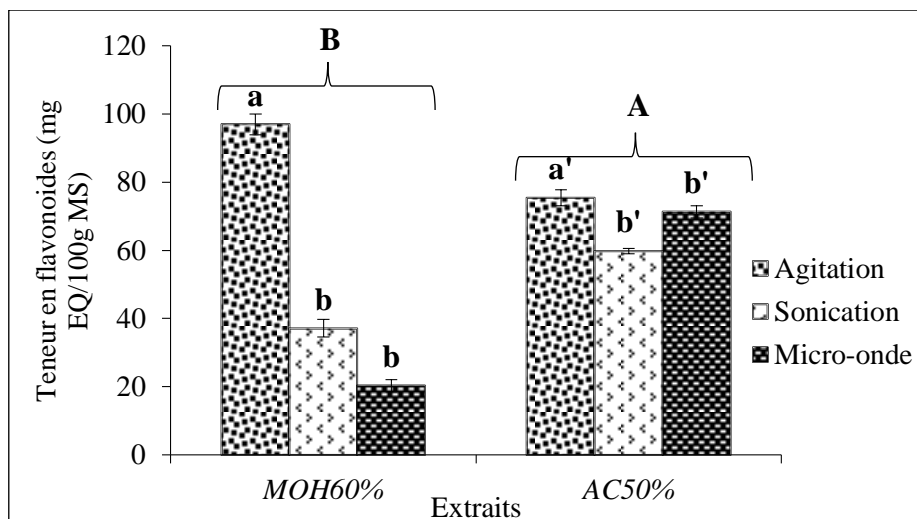 Teneur en flavonoides (mg
EQ/100g MS)
120
100
80
60
40
20
0
B
a
b
b
A
a'
b'
b'
Agitation
Sonication
Micro-onde
MOH60%
AC50%
Extraits